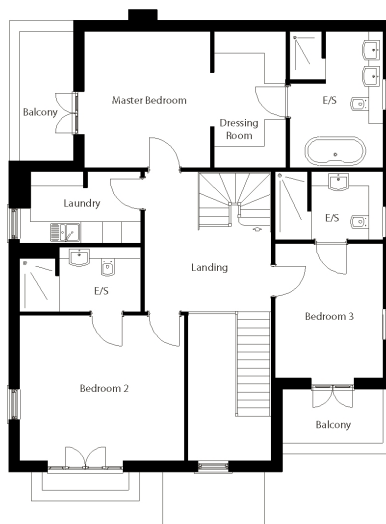 Balcony
Master Bedroom
Dressing
Room
E/S
Laundry
E/S
Landing
E/S
Bedroom 3
Bedroom 2
Balcony